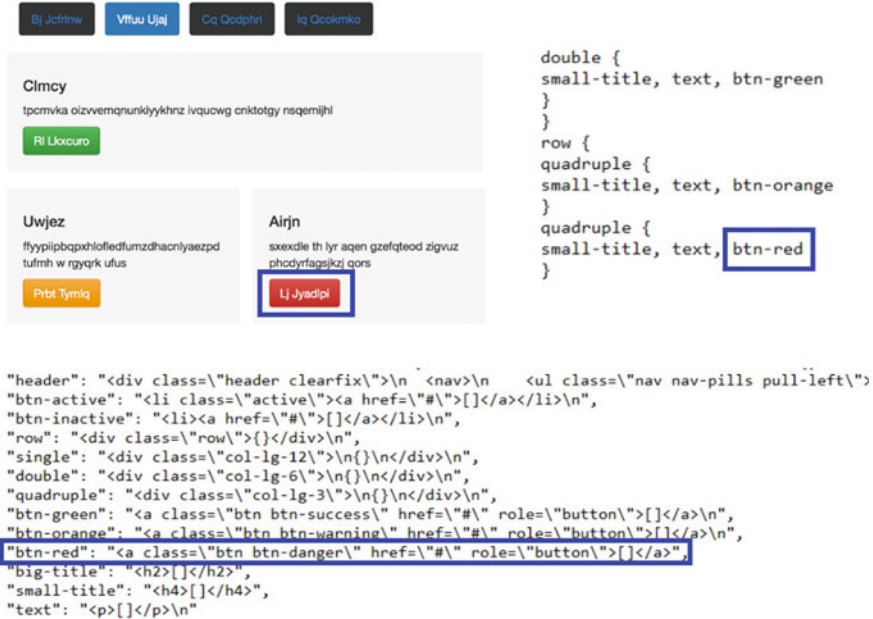 Bj Jcfrlnw Vffuu Ujaj Cq Qcdphrl Iq Qcokmko
Clmcy
tpcmvka oizvvemqnunkiyykhnz ivqucwg cnktotgy nsqemijhl
Rl Lkxcuro
Uwjez
ffyypiipbqpxhlofledfumzdhacnlyaezpd
tufmh w rgyqrk ufus
Prbt Tymlq
Airjn
sxexdle th lyr aqen gzefqteod zigvuz
phodyrfagsjkzj qors
Lj Jyadlpi
double {
small-title, text, btn-green
}
}
row {
quadruple {
small-title, text, btn-orange
}
quadruple {
small-title, text, btn-red
}
"header": "<div class=\"header clearfix\">\n <nav>\n <ul class=\"nav nav-pills pull-left\">
"btn-active": "<li class=\"active\"><a href=\"#\">[]</a></li>\n",
"btn-inactive": "<li><a href=\"#\">[]</a></li>\n",
"row": "<div class=\"row\">{}</div>\n",
"single": "<div class=\"col-lg-12\">\n{}\n</div>\n",
"double": "<div class=\"col-lg-6\">\n{}\n</div>\n",
"quadruple": "<div class=\"col-lg-3\">\n{}\n</div>\n",
"btn-green": "<a class=\"btn btn-success\" href=\"#\" role=\"button\">[]</a>\n",
"btn-orange": "<a class=\"btn btn-warning\" href=\"#\" role=\"button\">[]</a>\n",
"btn-red": "<a class=\"btn btn-danger\" href=\"#\" role=\"button\">[]</a>",
"big-title": "<h2>[]</h2>",
"small-title": "<h4>[]</h4>",
"text": "<p>[]</p>\n"